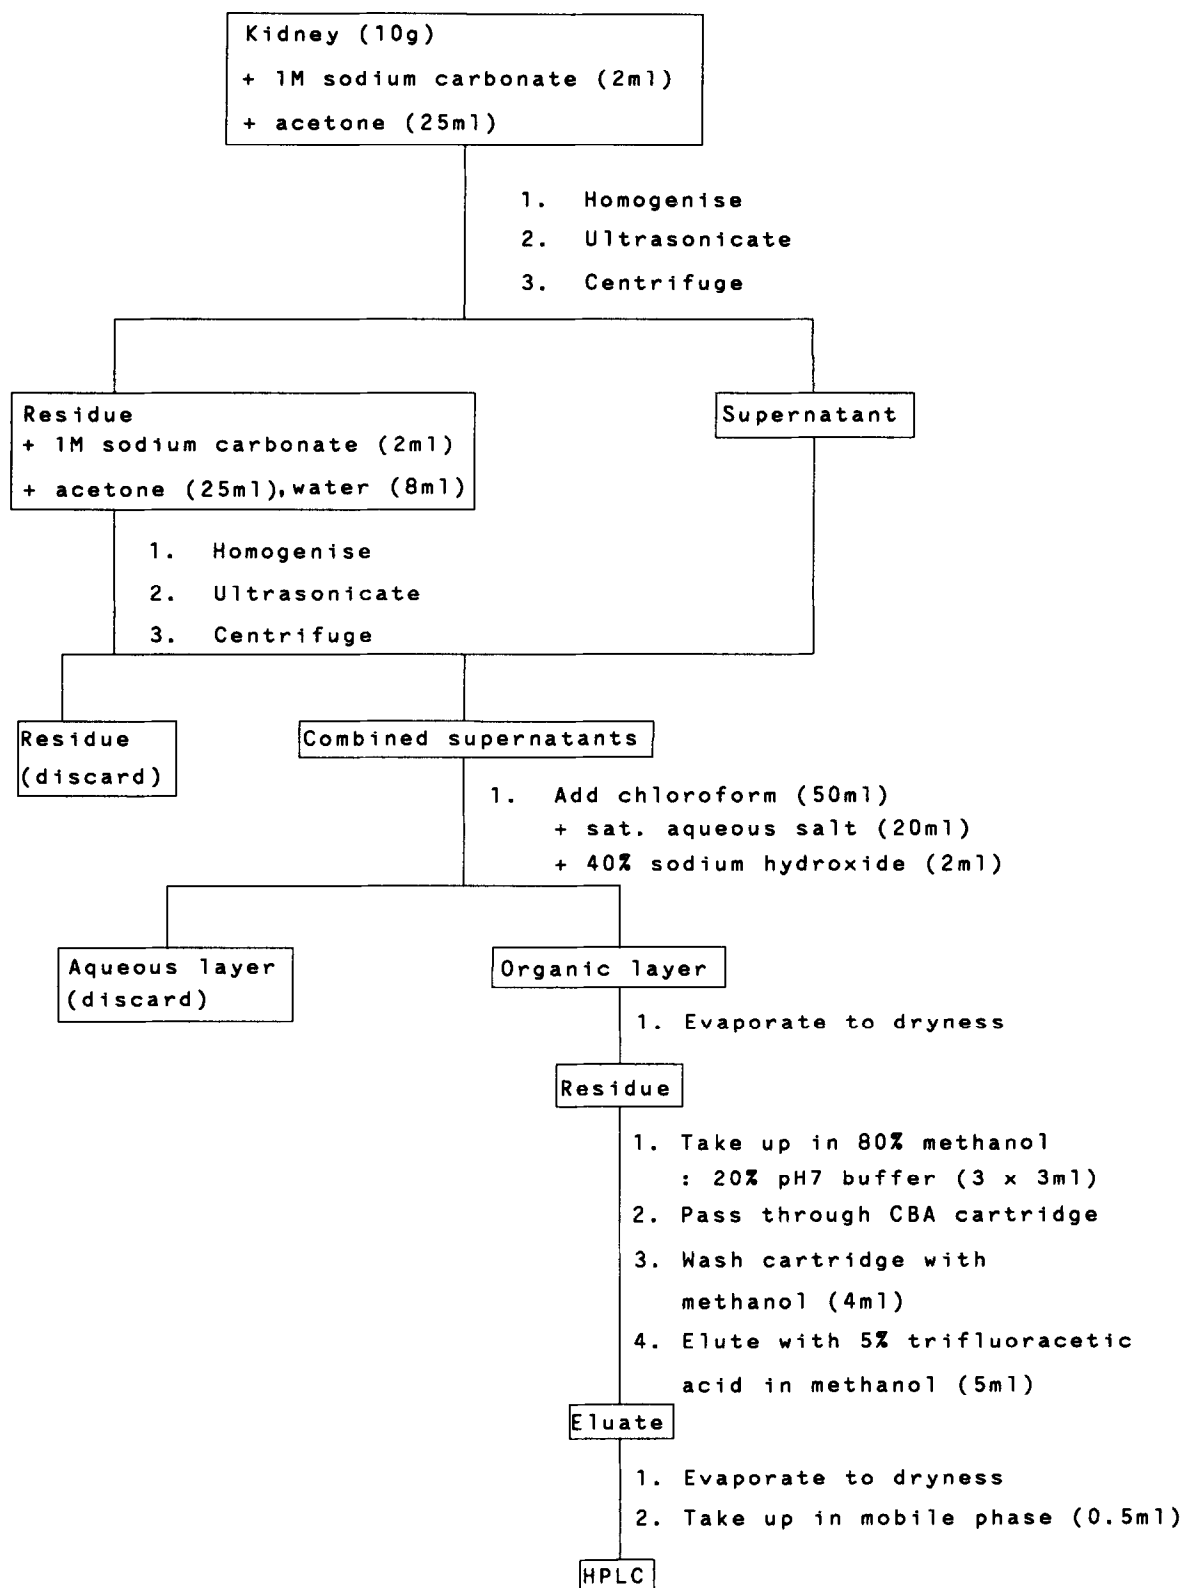 Kidney (10g)
+ 1M sodium carbonate (2ml)
+ acetone (25ml)
1. Homogenise
2. Ultrasonicate
3. Centrifuge
Residue
+ 1M sodium carbonate (2ml)
+ acetone (25ml), water (8ml)
Supernatant
1. Homogenise
2. Ultrasonicate
3. Centrifuge
Residue
(discard)
Combined supernatants
1. Add chloroform (50ml)
+ sat. aqueous salt (20ml)
+ 40% sodium hydroxide (2ml)
Aqueous layer
(discard)
Organic layer
1. Evaporate to dryness
Residue
1. Take up in 80% methanol
: 20% pH7 buffer (3 x 3ml)
2. Pass through CBA cartridge
3. Wash cartridge with
methanol (4ml)
4. Elute with 5% trifluoracetic
acid in methanol (5ml)
Eluate
1. Evaporate to dryness
2. Take up in mobile phase (0.5ml)
HPLC